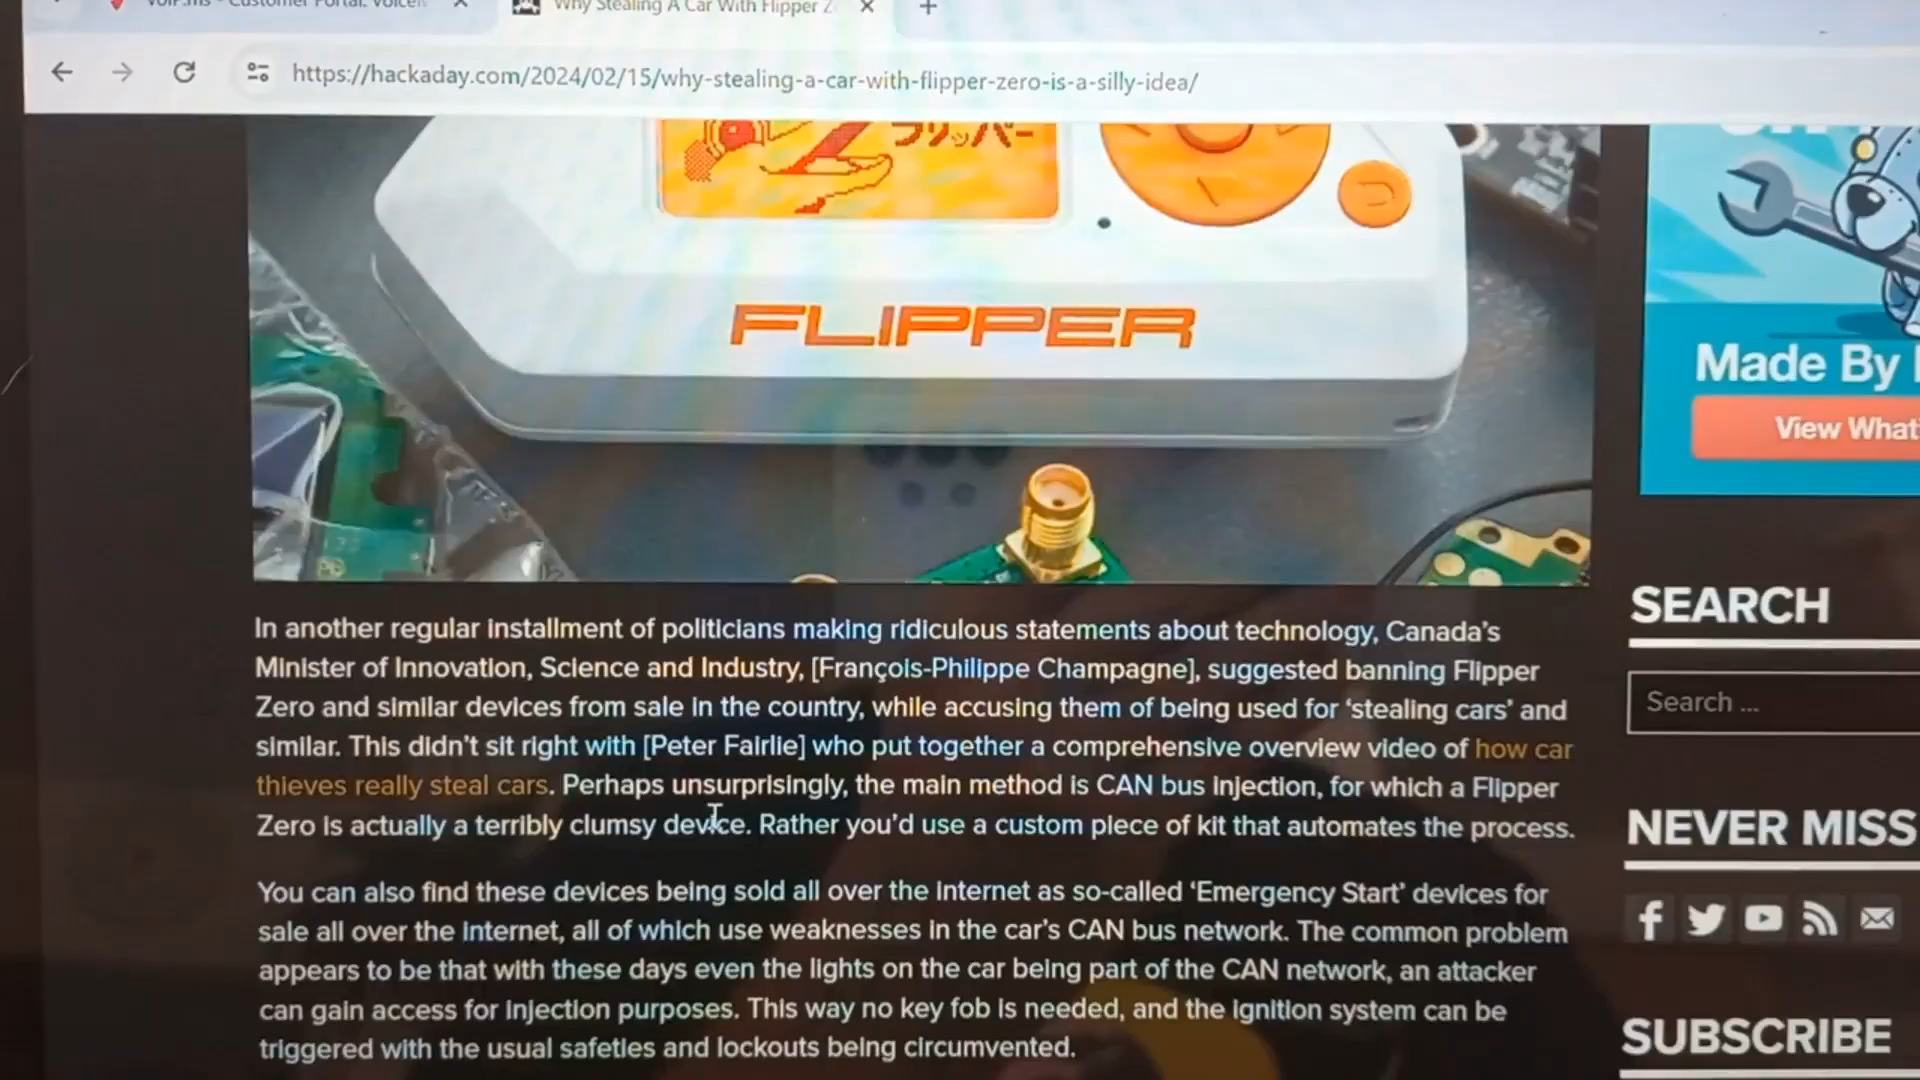 Why Stealing A Car With Flipper Z
https://hackaday.com/2024/02/15/why-stealing-a-car-with-flipper-zero-is-a-silly-idea/
フリッパー
FLIPPER
In another regular installment of politicians making ridiculous statements about technology, Canada's
Minister of Innovation, Science and Industry, [François-Philippe Champagne], suggested banning Flipper
Zero and similar devices from sale in the country, while accusing them of being used for 'stealing cars' and
similar. This didn't sit right with [Peter Fairlie] who put together a comprehensive overview video of how car
thieves really steal cars. Perhaps unsurprisingly, the main method is CAN bus injection, for which a Flipper
Zero is actually a terribly clumsy device. Rather you'd use a custom piece of kit that automates the process.
You can also find these devices being sold all over the internet as so-called 'Emergency Start' devices for
sale all over the internet, all of which use weaknesses in the car's CAN bus network. The common problem
appears to be that with these days even the lights on the car being part of the CAN network, an attacker
can gain access for injection purposes. This way no key fob is needed, and the ignition system can be
triggered with the usual safeties and lockouts being circumvented.
Made By
View What
SEARCH
Search ...
NEVER MISS
SUBSCRIBE